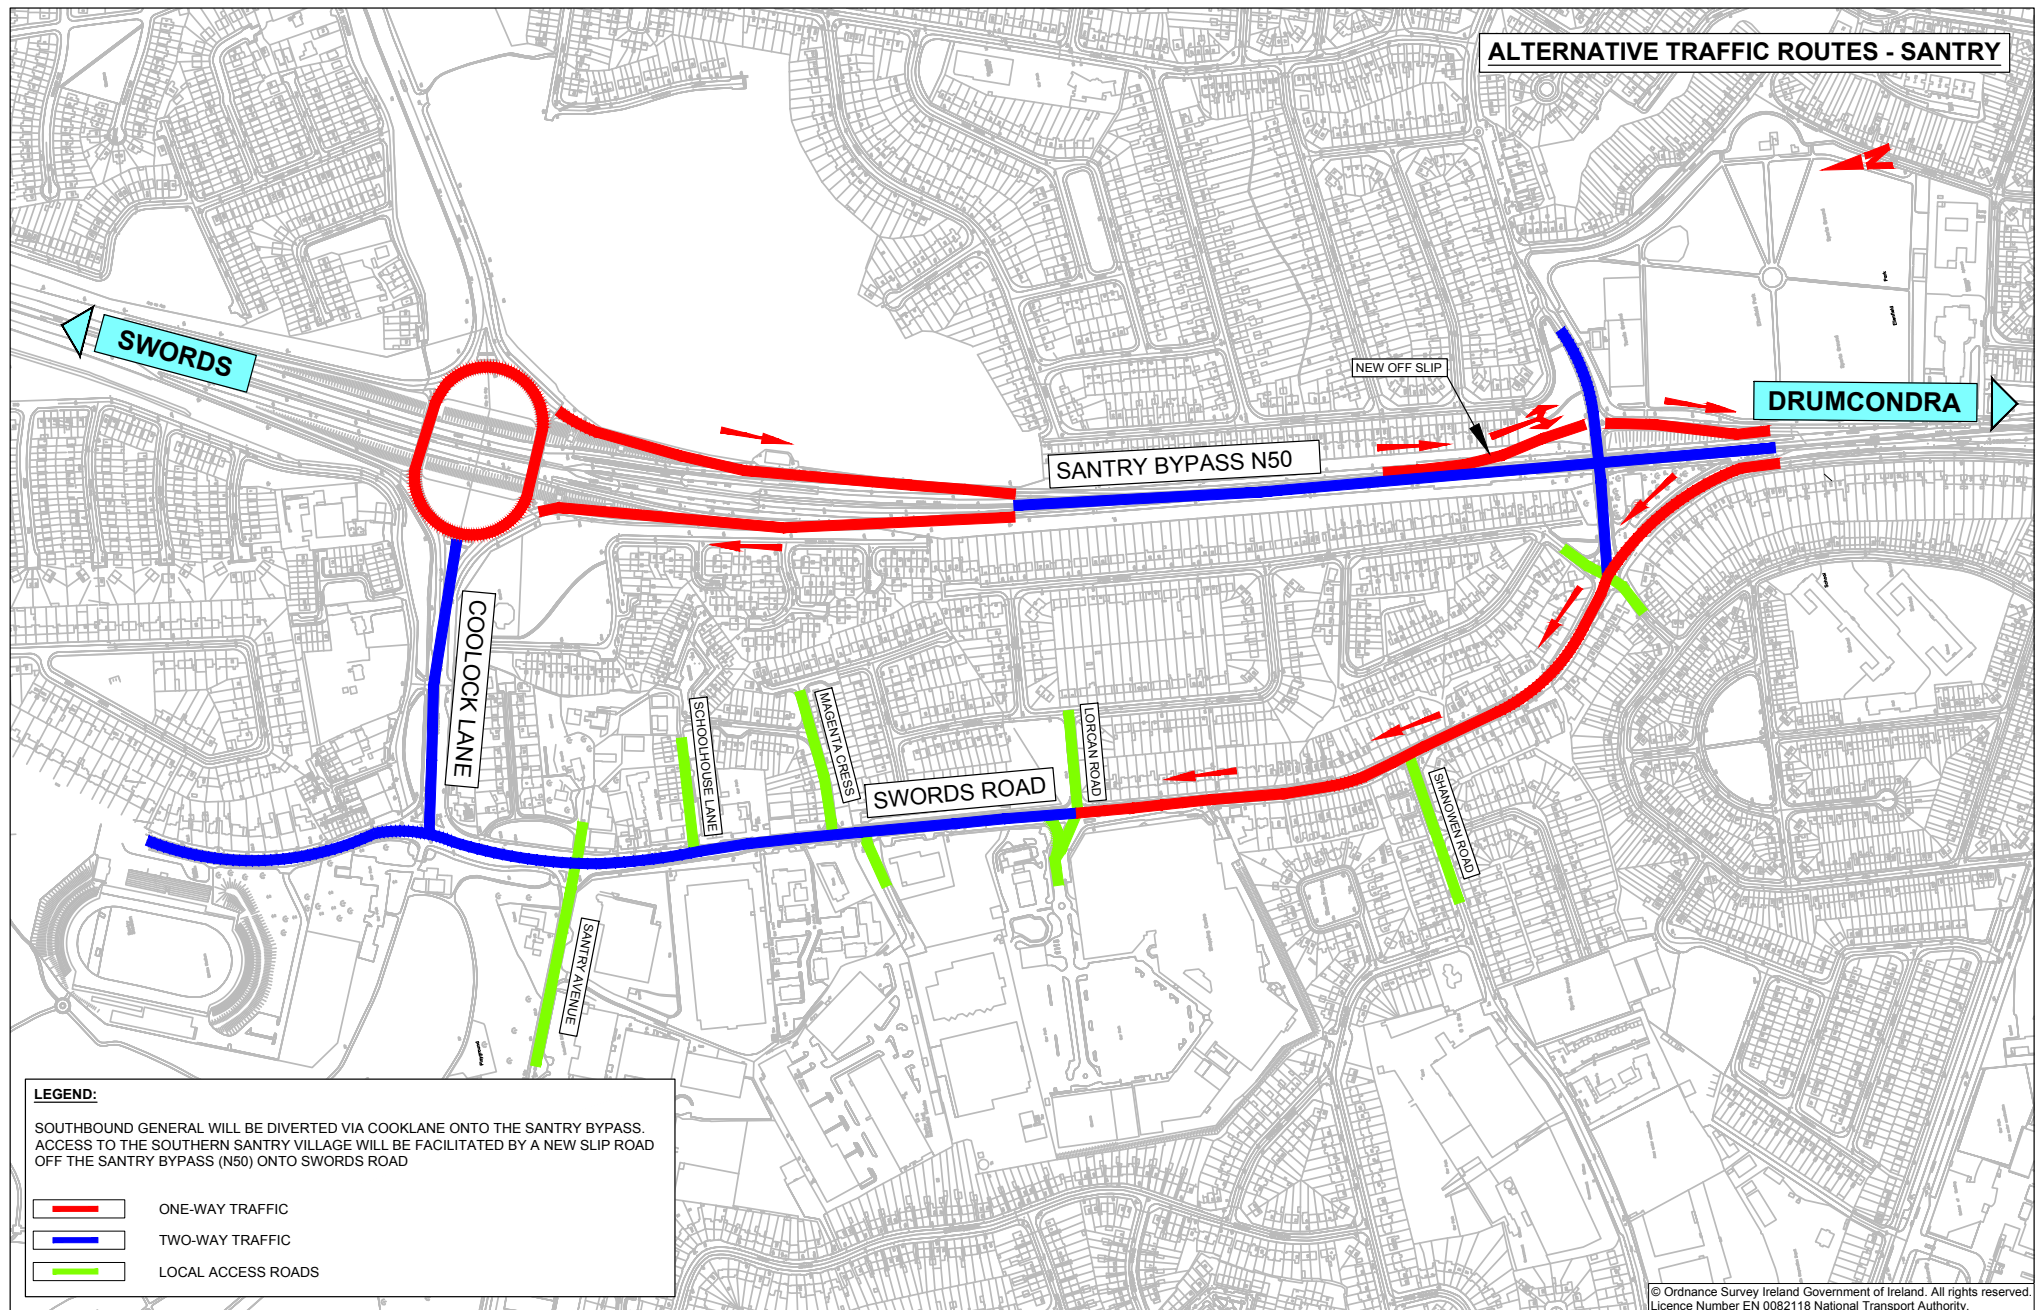 ALTERNATIVE TRAFFIC ROUTES - SANTRY
N
SWORDS
NEW OFF SLIP
DRUMCONDRA
SANTRY BYPASS N50
COOLOCK LANE
SCHOOLHOUSE LANE
MAGENTA CRESS
LORCAN ROAD
SWORDS ROAD
SHANOWEN ROAD
SANTRY AVENUE
LEGEND:
SOUTHBOUND GENERAL WILL BE DIVERTED VIA COOKLANE ONTO THE SANTRY BYPASS.
ACCESS TO THE SOUTHERN SANTRY VILLAGE WILL BE FACILITATED BY A NEW SLIP ROAD
OFF THE SANTRY BYPASS (N50) ONTO SWORDS ROAD
ONE-WAY TRAFFIC
TWO-WAY TRAFFIC
LOCAL ACCESS ROADS
© Ordnance Survey Ireland Government of Ireland. All rights reserved.
Licence Number EN 0082118 National Transport Authority.